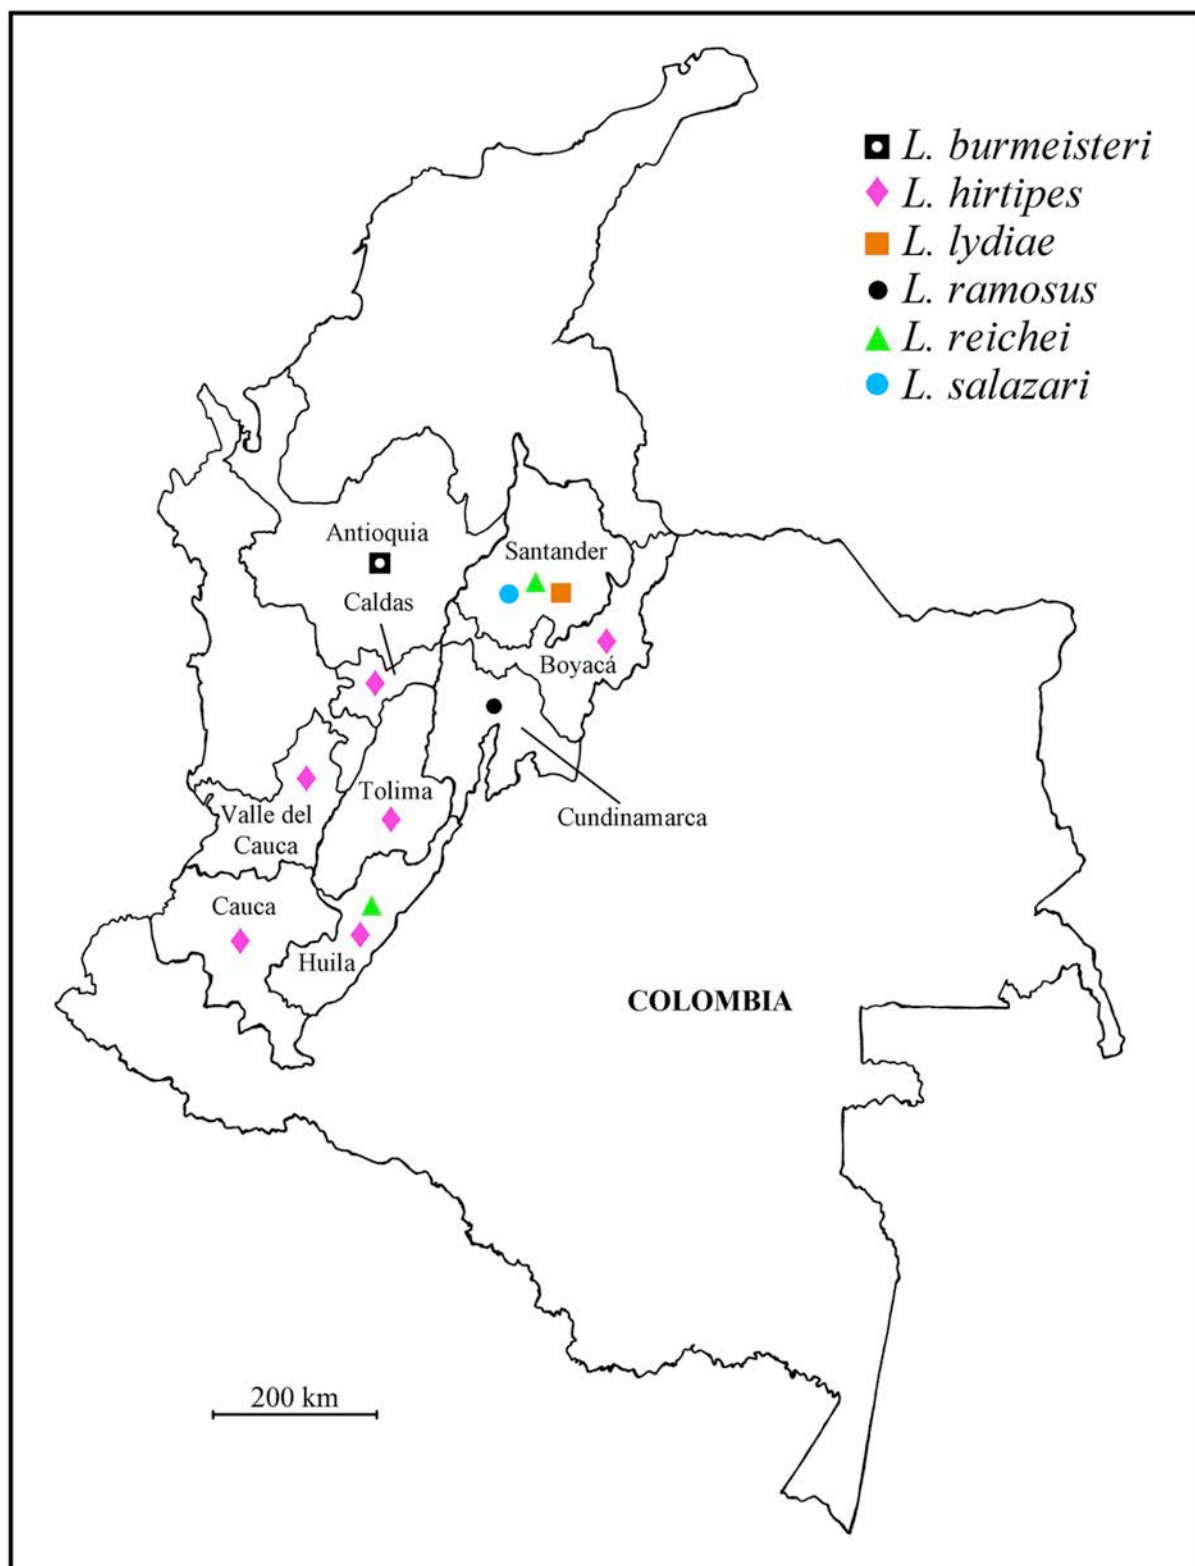 L. burmeisteri
L. hirtipes
L. lydiae
L. ramosus
L. reichei
L. salazari
Antioquia
Santander
Caldas
Boyacá
Tolima
Valle del
Cauca
Cundinamarca
Cauca
Huila
COLOMBIA
200 km